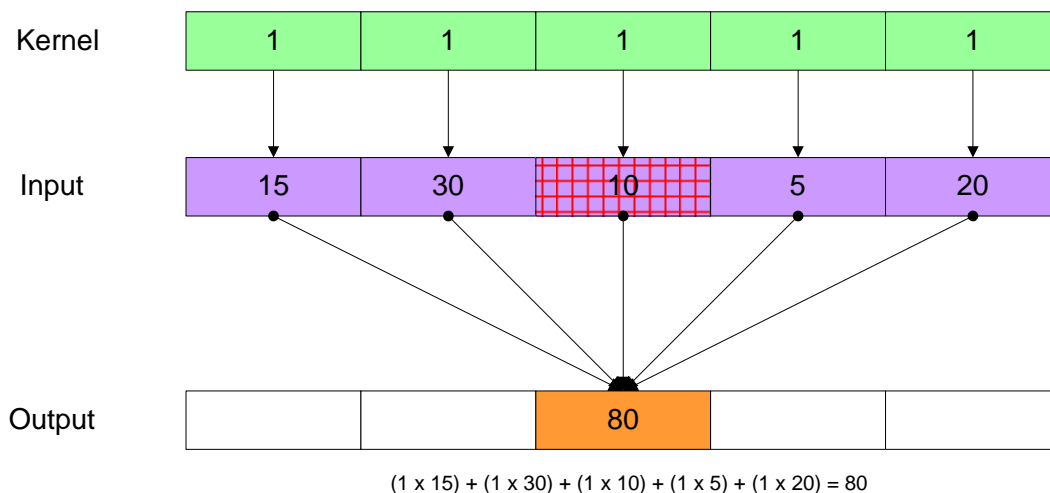 Kernel 1 1 1 1 1
Input 15 30 10 5 20
Output 80
(1 x 15) + (1 x 30) + (1 x 10) + (1 x 5) + (1 x 20) = 80